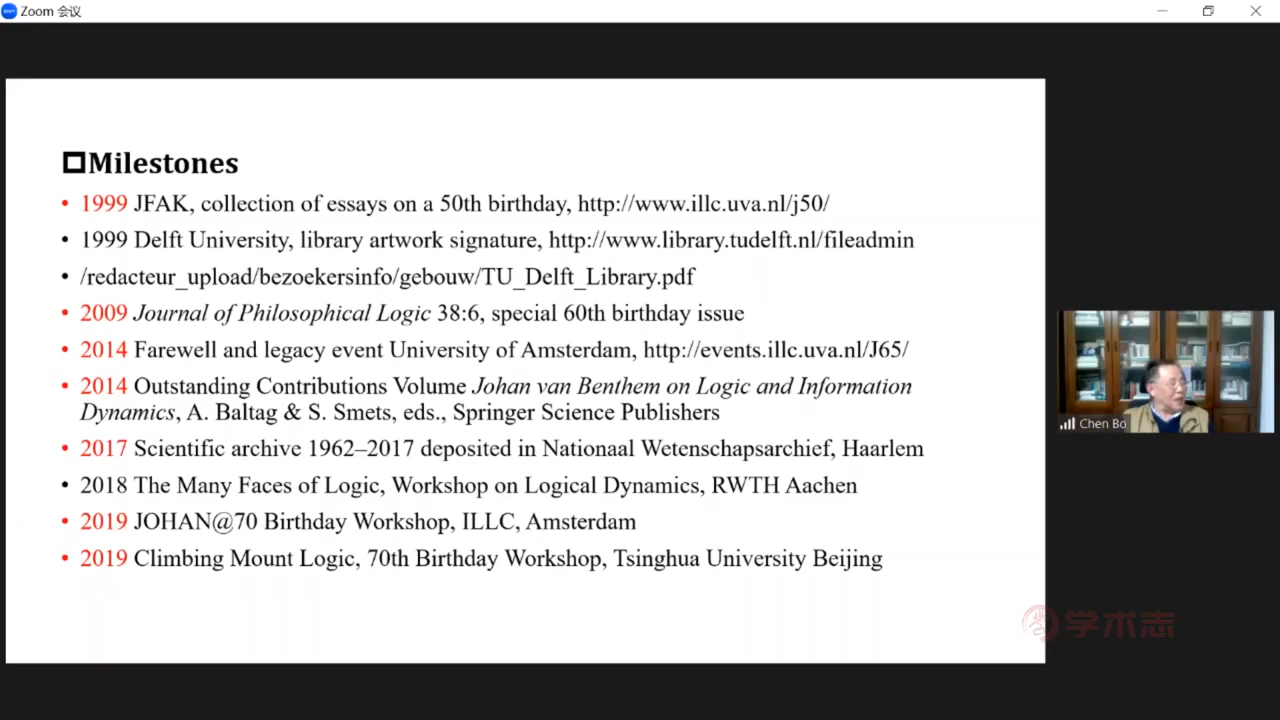 Zoom 会议
Milestones
• 1999 JFAK, collection of essays on a 50th birthday, http://www.illc.uva.nl/j50/
• 1999 Delft University, library artwork signature, http://www.library.tudelft.nl/fileadmin
• /redacteur_upload/bezoekersinfo/gebouw/TU_Delft_Library.pdf
• 2009 Journal of Philosophical Logic 38:6, special 60th birthday issue
• 2014 Farewell and legacy event University of Amsterdam, http://events.illc.uva.nl/J65/
• 2014 Outstanding Contributions Volume Johan van Benthem on Logic and Information
Dynamics, A. Baltag & S. Smets, eds., Springer Science Publishers
• 2017 Scientific archive 1962–2017 deposited in Nationaal Wetenschapsarchief, Haarlem
• 2018 The Many Faces of Logic, Workshop on Logical Dynamics, RWTH Aachen
• 2019 JOHAN@70 Birthday Workshop, ILLC, Amsterdam
• 2019 Climbing Mount Logic, 70th Birthday Workshop, Tsinghua University Beijing
Chen Bo
学术志